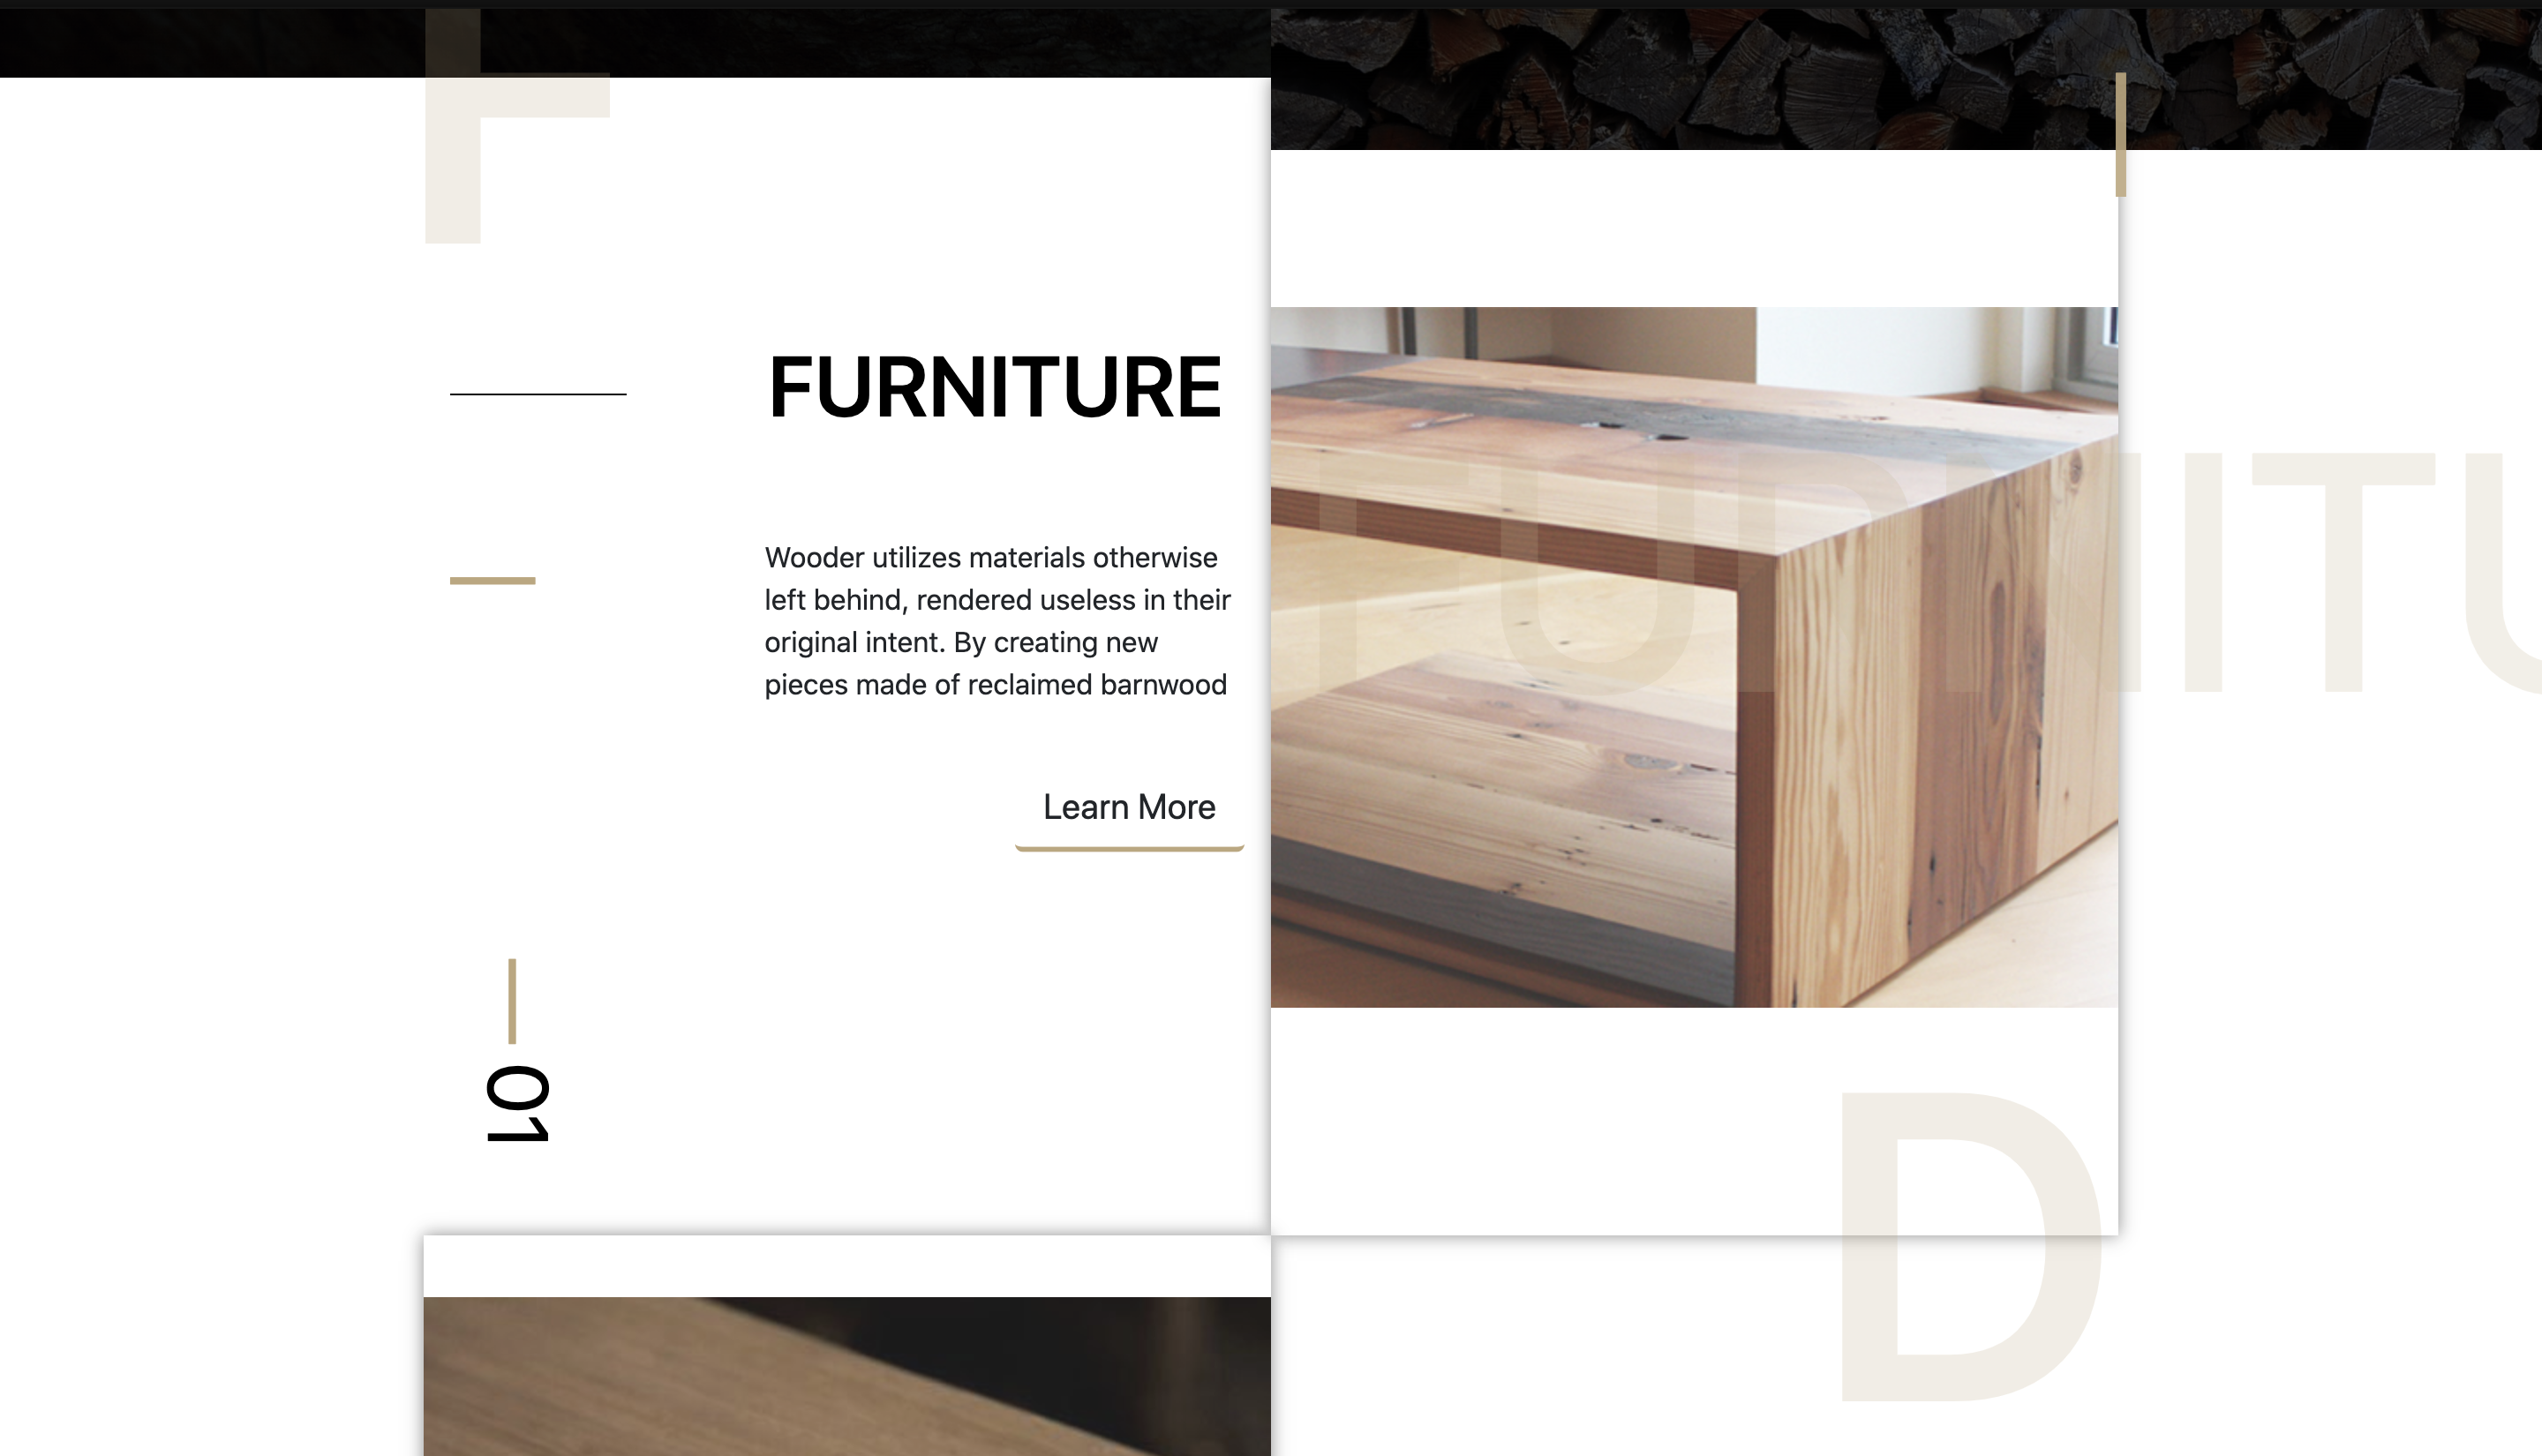 F
FURNITURE
Wooder utilizes materials otherwise
left behind, rendered useless in their
original intent. By creating new
pieces made of reclaimed barnwood
Learn More
FURNITU
01
D